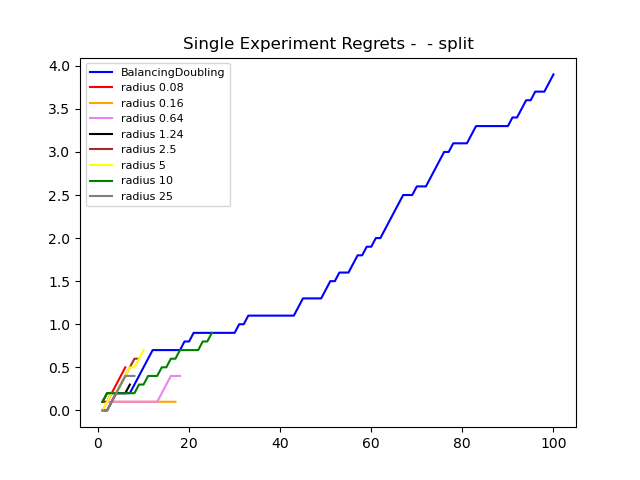 Single Experiment Regrets -  - split
BalancingDoubling
radius 0.08
radius 0.16
radius 0.64
radius 1.24
radius 2.5
radius 5
radius 10
radius 25
4.0
3.5
3.0
2.5
2.0
1.5
1.0
0.5
0.0
0 20 40 60 80 100